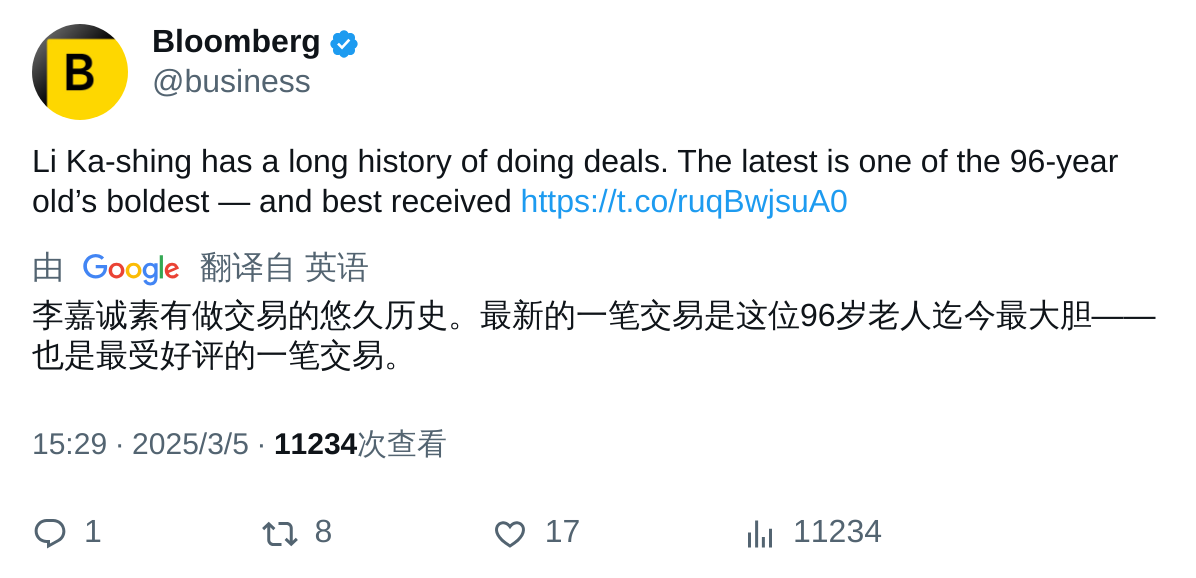 B
Bloomberg
@business
Li Ka-shing has a long history of doing deals. The latest is one of the 96-year
old’s boldest — and best received https://t.co/ruqBwjsuA0
由 Google 翻译自 英语
李嘉诚素有做交易的悠久历史。最新的一笔交易是这位96岁老人迄今最大胆——
也是最受好评的一笔交易。
15:29 · 2025/3/5 · 11234次查看
1 8 17 11234